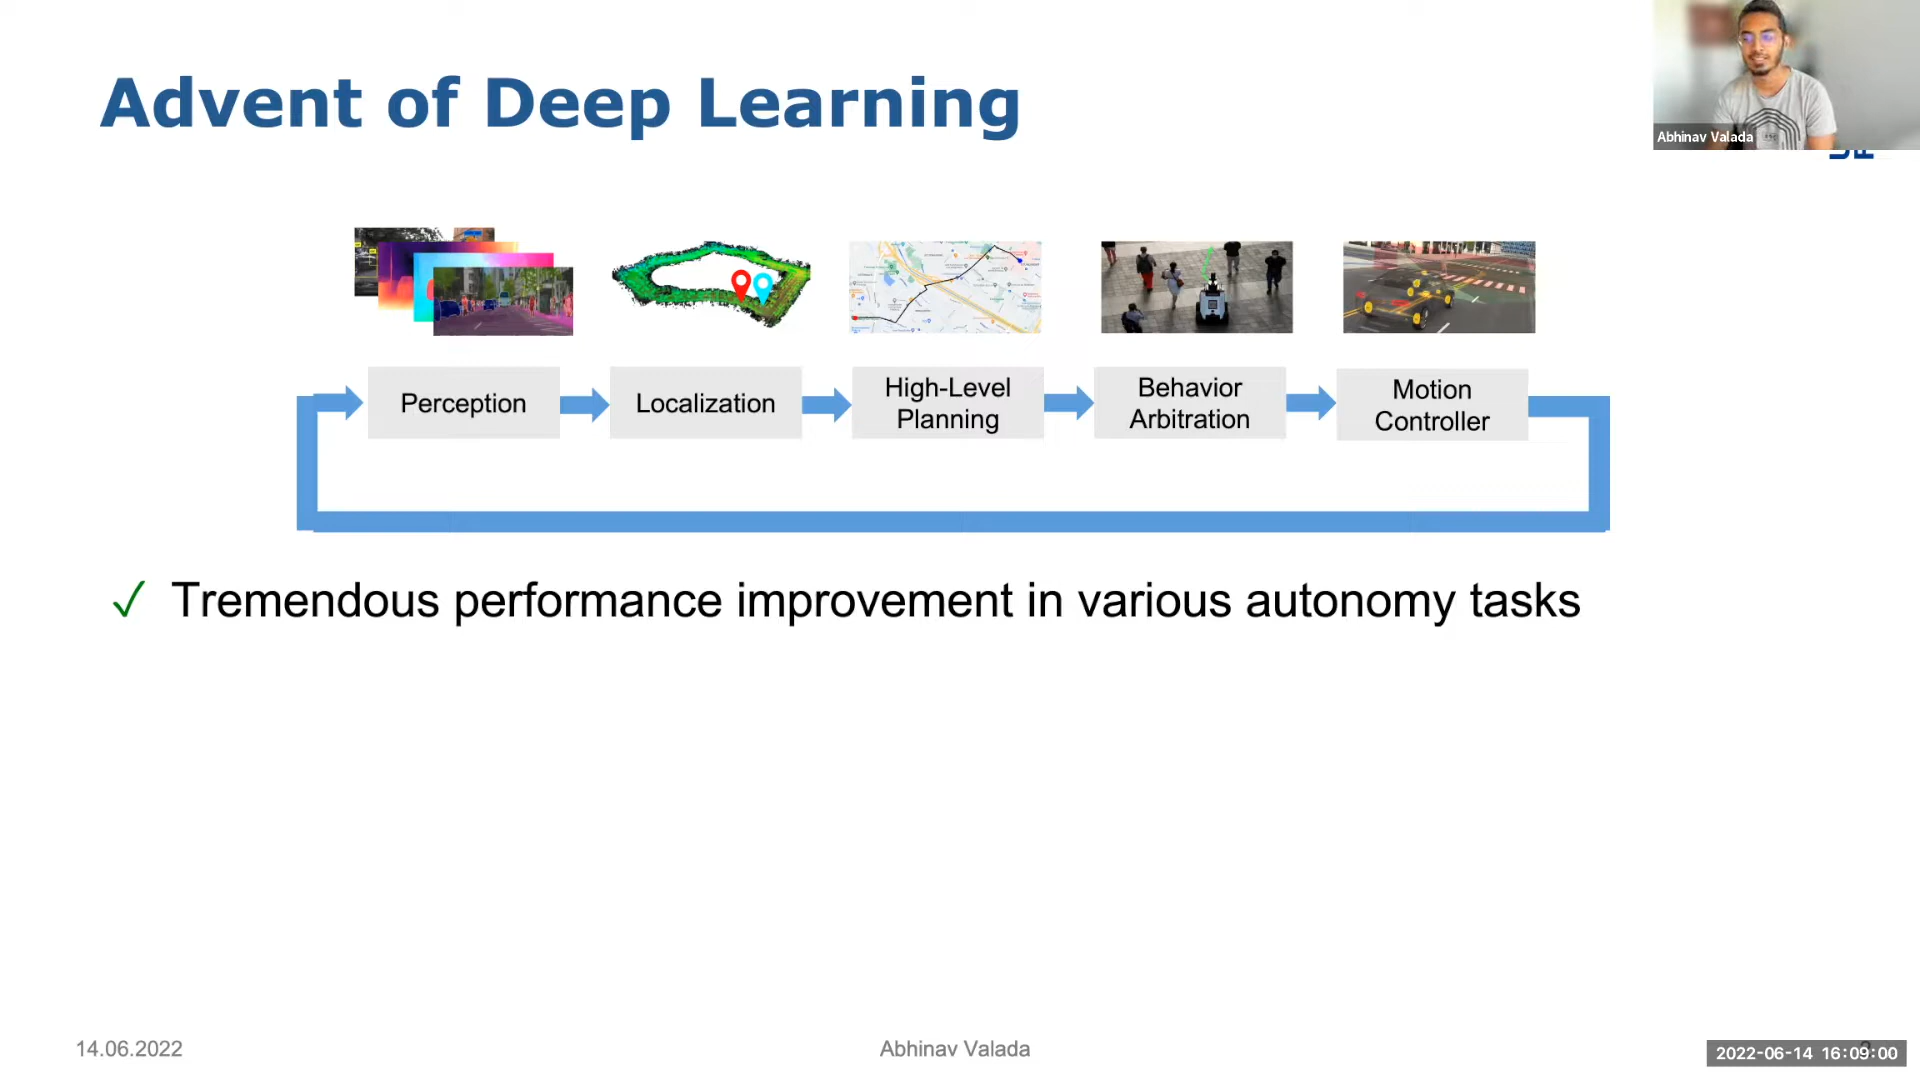 Advent of Deep Learning
Abhinav Valada
Perception
Localization
High-Level
Planning
Behavior
Arbitration
Motion
Controller
✓ Tremendous performance improvement in various autonomy tasks
14.06.2022
Abhinav Valada
2022-06-14 16:09:00